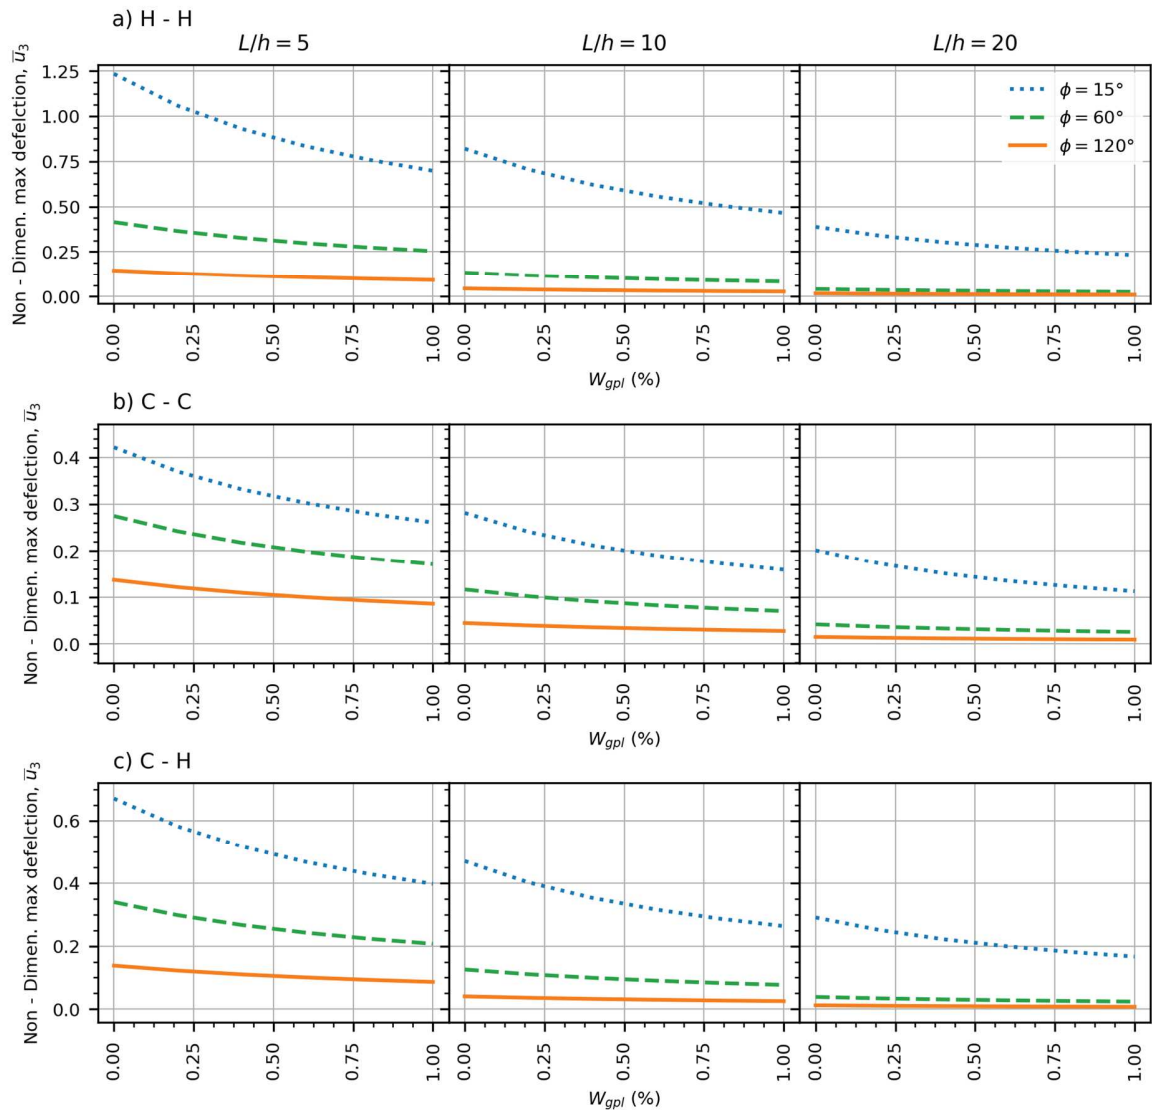 a) H - H
L/h = 5 L/h = 10 L/h = 20
Non - Dimen. max defelction, u̅₃
1.25
1.00
0.75
0.50
0.25
0.00
ϕ = 15°
ϕ = 60°
ϕ = 120°
0.00 0.25 0.50 0.75 1.00 0.00 0.25 0.50 0.75 1.00 0.00 0.25 0.50 0.75 1.00
W_gpl (%)
b) C - C
Non - Dimen. max defelction, u̅₃
0.4
0.3
0.2
0.1
0.0
0.00 0.25 0.50 0.75 1.00 0.00 0.25 0.50 0.75 1.00 0.00 0.25 0.50 0.75 1.00
W_gpl (%)
c) C - H
Non - Dimen. max defelction, u̅₃
0.6
0.4
0.2
0.0
0.00 0.25 0.50 0.75 1.00 0.00 0.25 0.50 0.75 1.00 0.00 0.25 0.50 0.75 1.00
W_gpl (%)